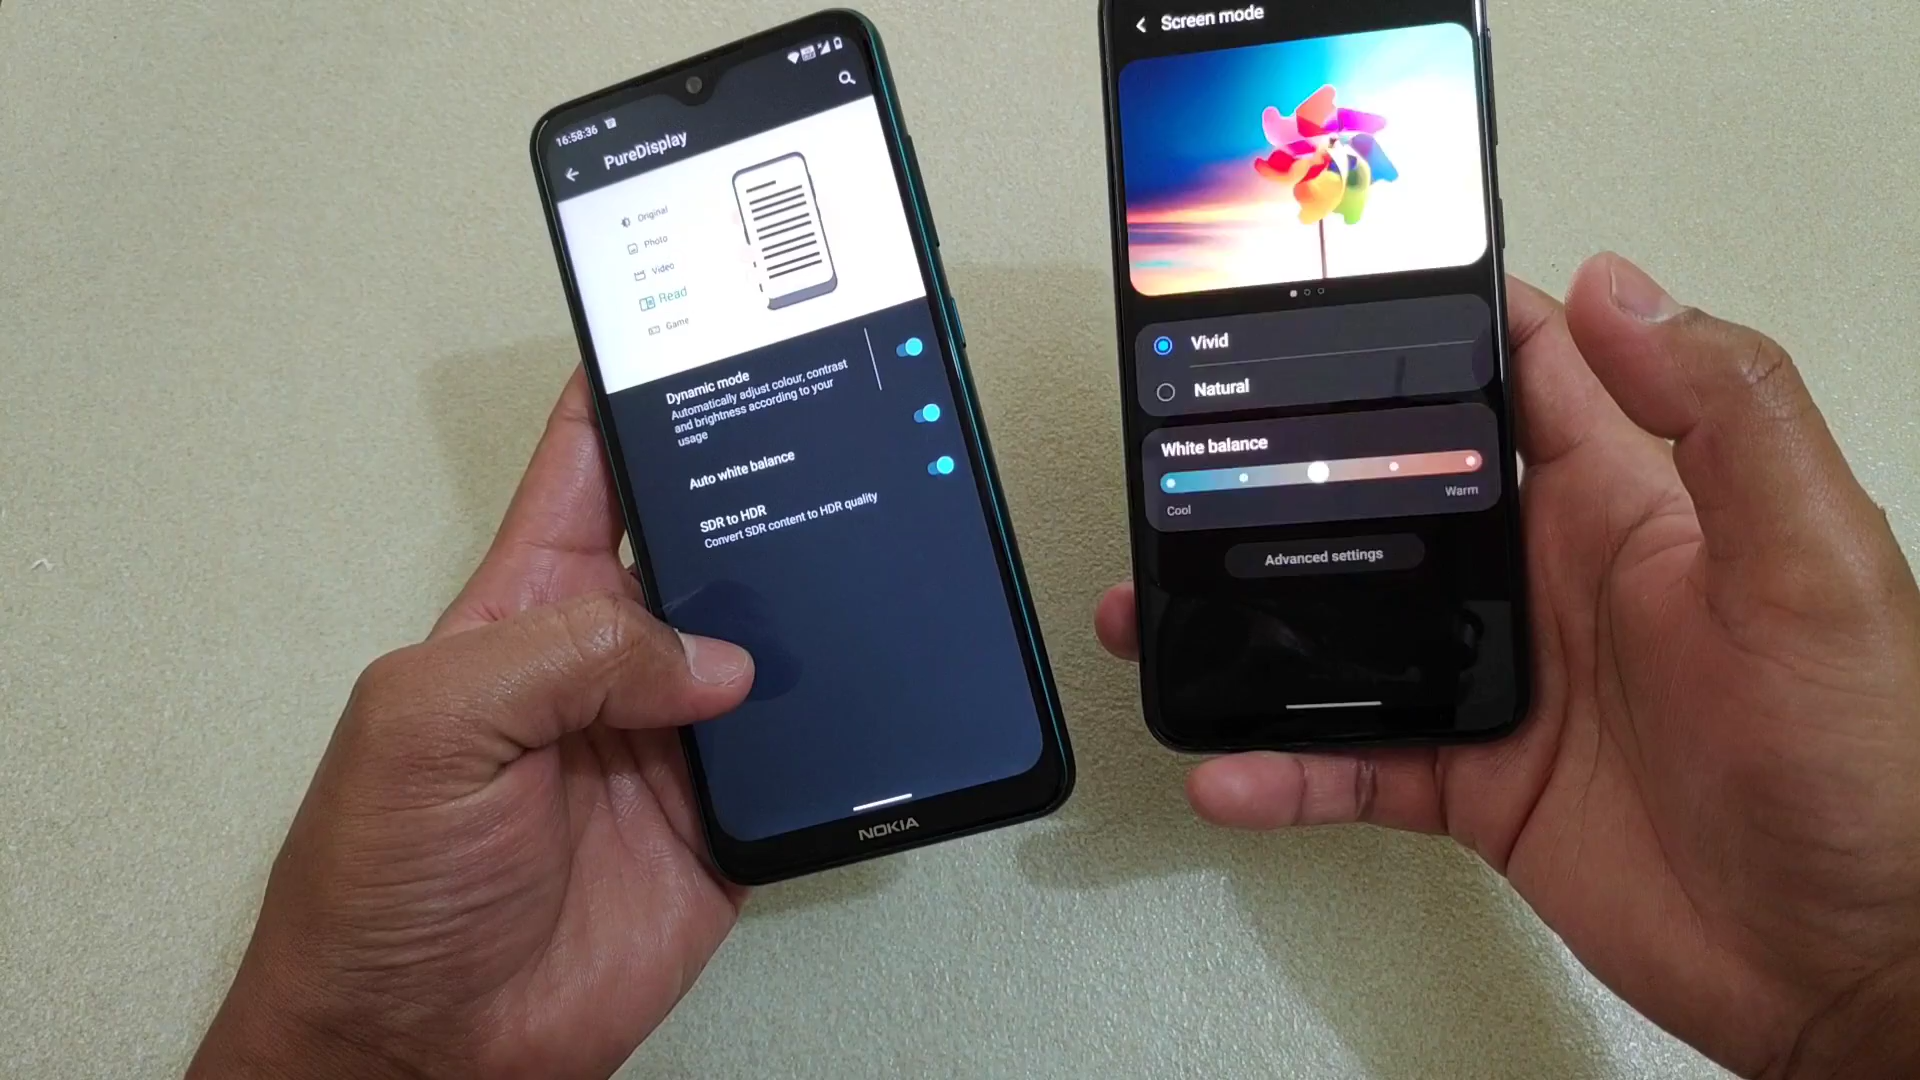 16:58:36
PureDisplay
Original
Photo
Video
Read
Game
Dynamic mode
Automatically adjust colour, contrast
and brightness according to your
usage
Auto white balance
SDR to HDR
Convert SDR content to HDR quality
NOKIA
Screen mode
Vivid
Natural
White balance
Cool
Warm
Advanced settings